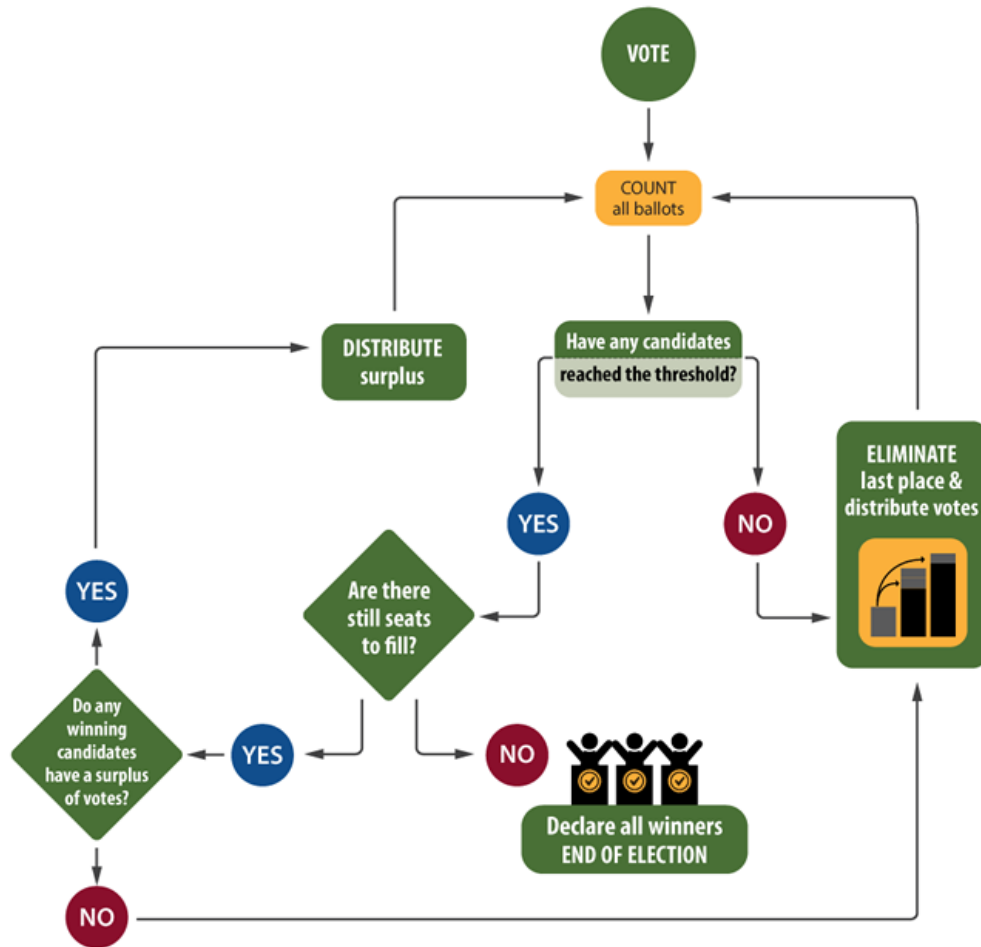 VOTE
COUNT
all ballots
DISTRIBUTE
surplus
Have any candidates
reached the threshold?
ELIMINATE
last place &
distribute votes
YES
NO
Are there
still seats
to fill?
YES
Do any
winning
candidates
have a surplus
of votes?
YES
NO
Declare all winners
END OF ELECTION
NO